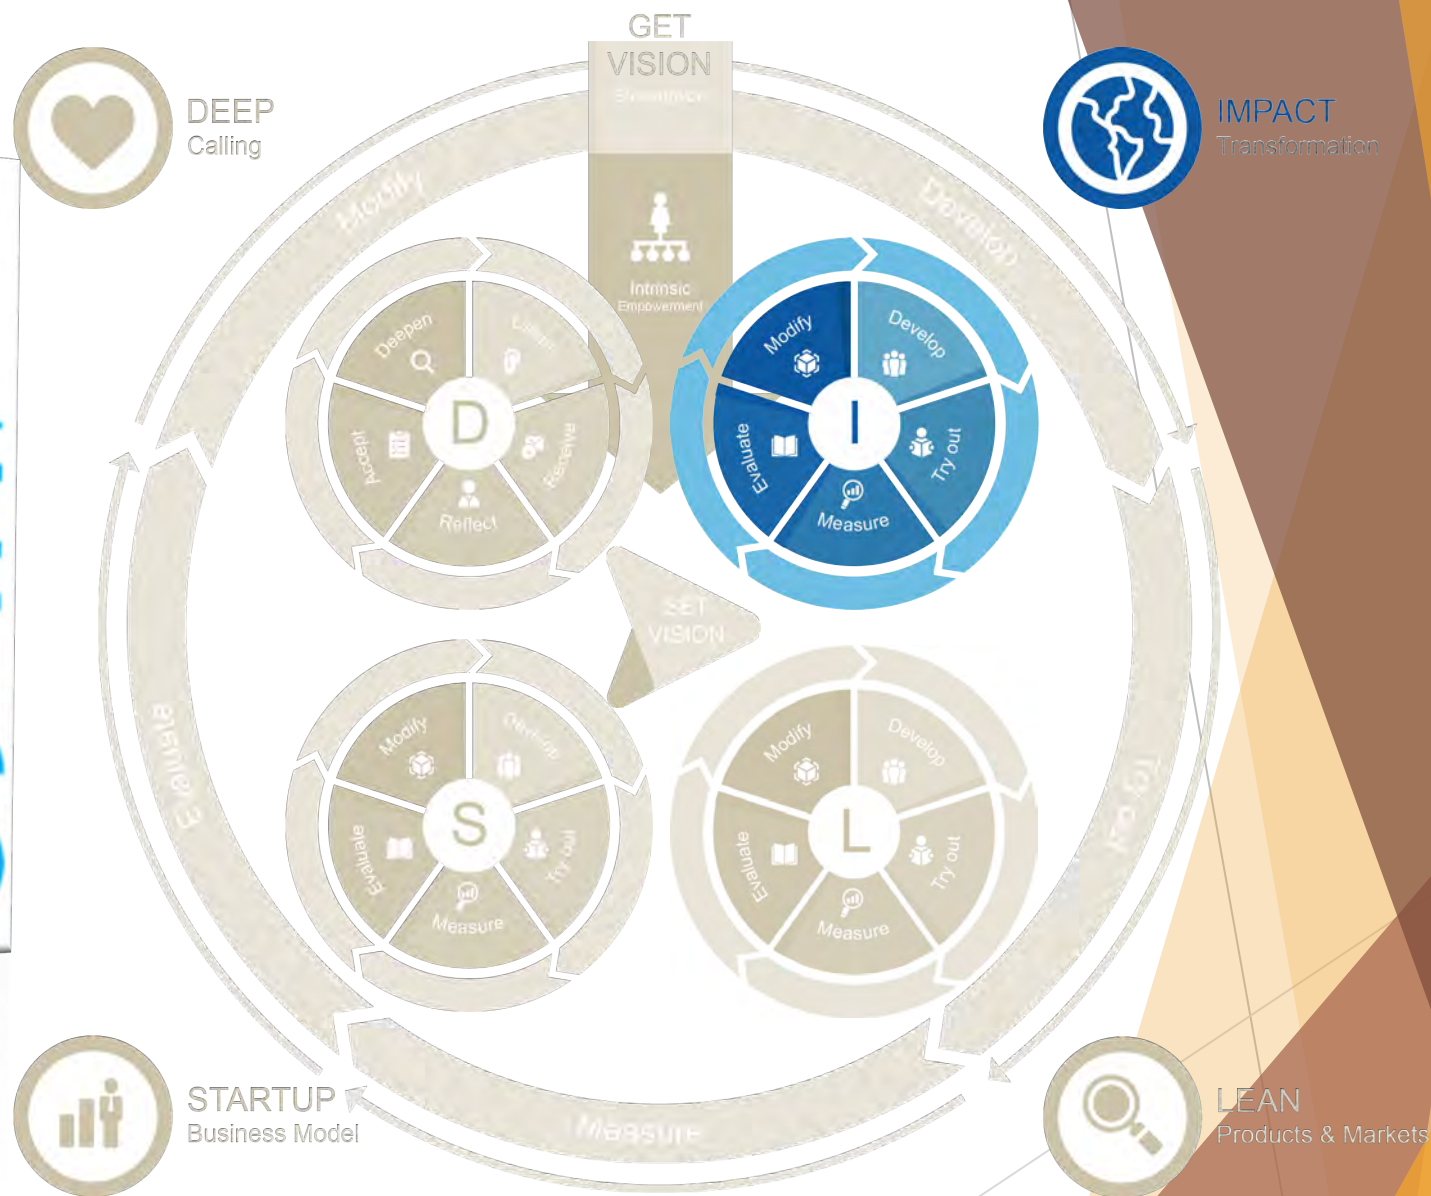 GET
VISION
DEEP
Calling
IMPACT
Transformation
Modify
Develop
Intrinsic
Empowerment
Deepen
Listen
Receive
Reflect
Accept
D
Modify
Develop
Try out
Measure
Evaluate
I
SET
VISION
Modify
Develop
Try out
Measure
Evaluate
S
Modify
Develop
Try out
Measure
Evaluate
L
Evaluate
Try out
Measure
STARTUP
Business Model
LEAN
Products & Markets